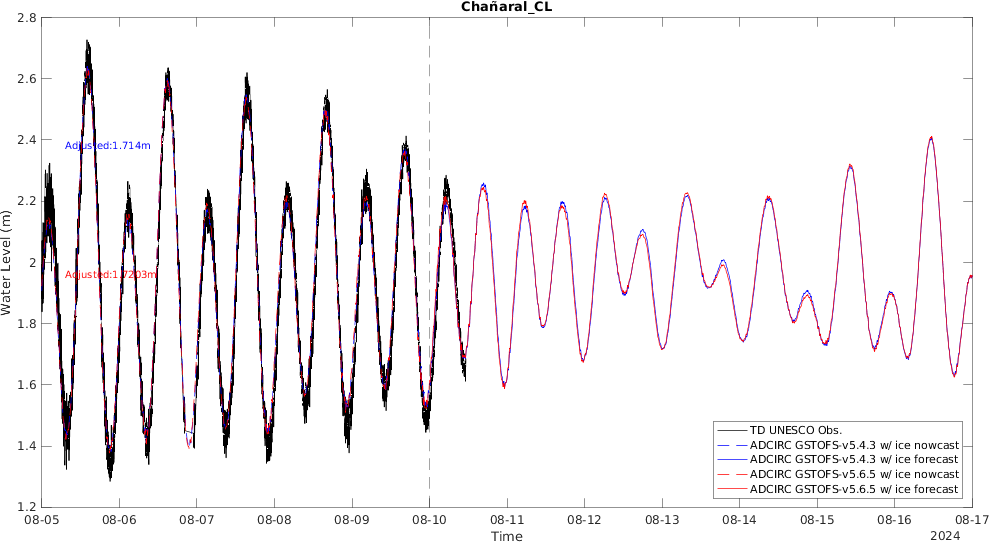 Chañaral_CL
2.8
2.6
2.4
2.2
2
1.8
1.6
1.4
1.2
Water Level (m)
Adjusted:1.714m
Adjusted:1.7203m
TD UNESCO Obs.
ADCIRC GSTOFS-v5.4.3 w/ ice nowcast
ADCIRC GSTOFS-v5.4.3 w/ ice forecast
ADCIRC GSTOFS-v5.6.5 w/ ice nowcast
ADCIRC GSTOFS-v5.6.5 w/ ice forecast
08-05 08-06 08-07 08-08 08-09 08-10 08-11 08-12 08-13 08-14 08-15 08-16 08-17
Time
2024